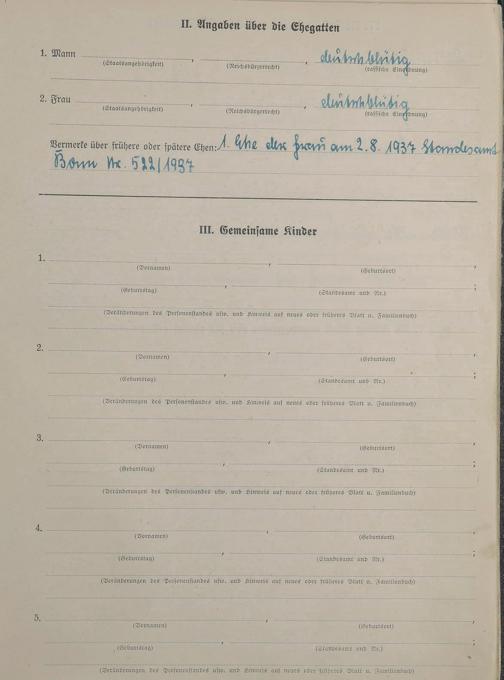 II. Angaben über die Ehegatten
1. Mann , , deutschblütig
(Staatsangehörigkeit) (Reichsbürgerrecht) (rassische Einordnung)
2. Frau , , deutschblütig
(Staatsangehörigkeit) (Reichsbürgerrecht) (rassische Einordnung)
Vermerke über frühere oder spätere Ehen: 1. Ehe der Frau am 2.8.1937 Standesamt
Bonn Nr. 522/1937
III. Gemeinsame Kinder
1. , ,
(Vornamen) (Geburtsort)
, ;
(Geburtstag) (Standesamt und Nr.)
(Veränderungen des Personenstandes usw. und Hinweis auf neues oder früheres Blatt u. Familienbuch)
2. , ,
(Vornamen) (Geburtsort)
, ;
(Geburtstag) (Standesamt und Nr.)
(Veränderungen des Personenstandes usw. und Hinweis auf neues oder früheres Blatt u. Familienbuch)
3. , ,
(Vornamen) (Geburtsort)
, ;
(Geburtstag) (Standesamt und Nr.)
(Veränderungen des Personenstandes usw. und Hinweis auf neues oder früheres Blatt u. Familienbuch)
4. , ,
(Vornamen) (Geburtsort)
, ;
(Geburtstag) (Standesamt und Nr.)
(Veränderungen des Personenstandes usw. und Hinweis auf neues oder früheres Blatt u. Familienbuch)
5. , ,
(Vornamen) (Geburtsort)
, ;
(Geburtstag) (Standesamt und Nr.)
(Veränderungen des Personenstandes usw. und Hinweis auf neues oder früheres Blatt u. Familienbuch)